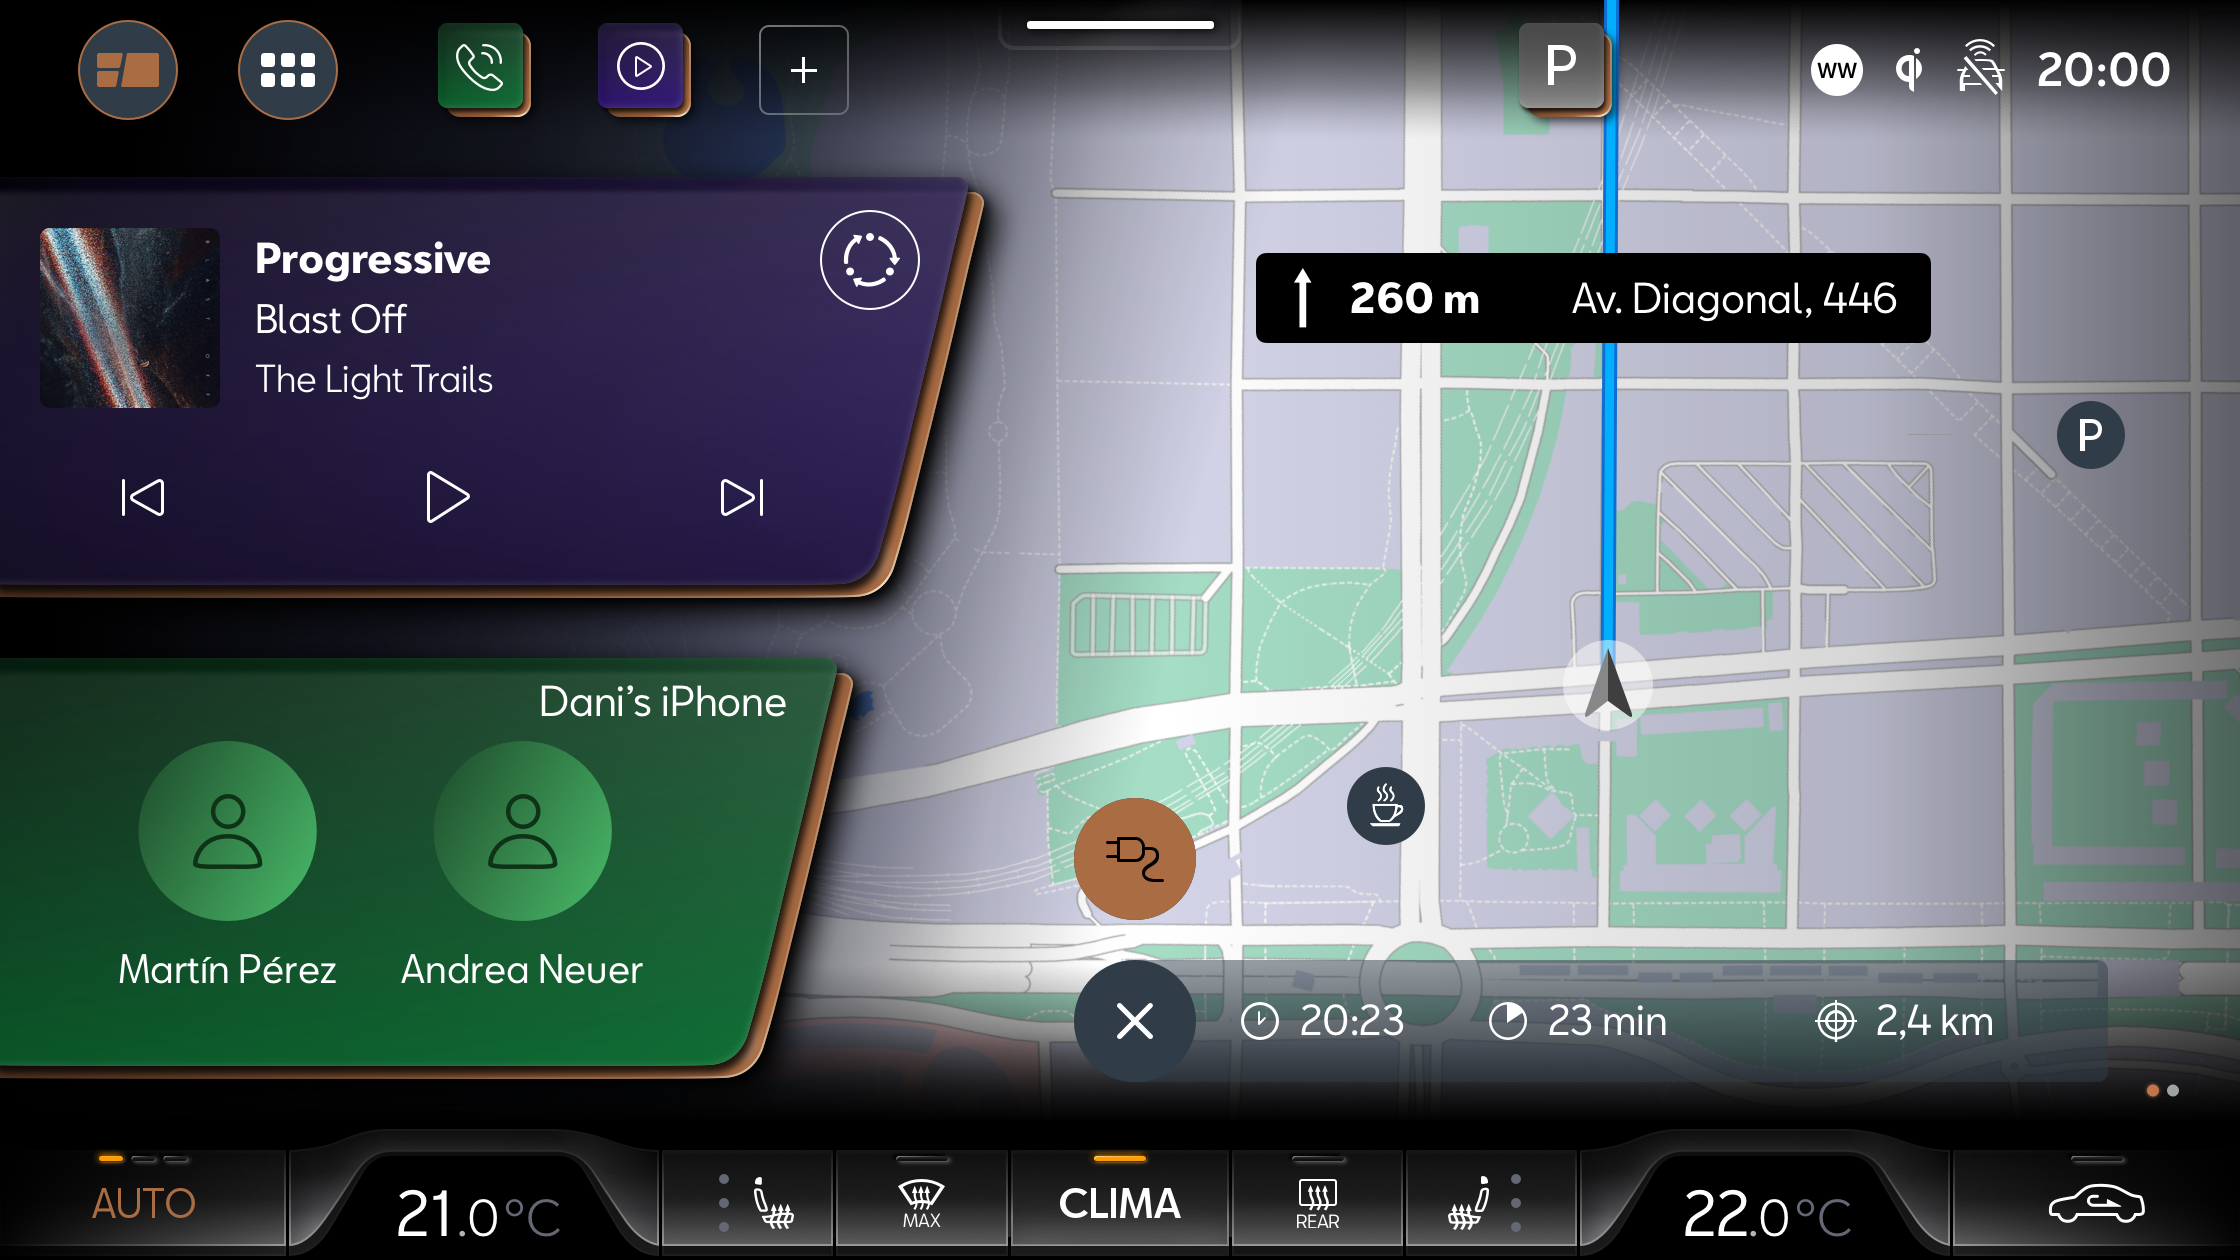 P
WW
20:00
Progressive
Blast Off
The Light Trails
260 m
Av. Diagonal, 446
P
Dani’s iPhone
Martín Pérez
Andrea Neuer
20:23
23 min
2,4 km
AUTO
21.0°C
MAX
CLIMA
REAR
22.0°C